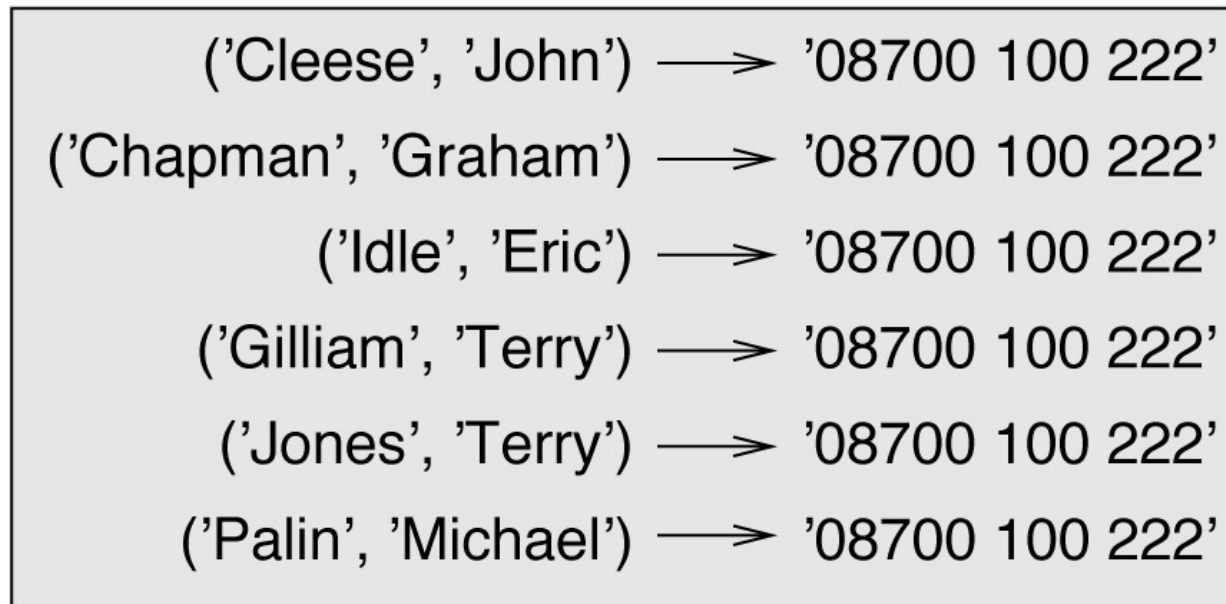 ('Cleese', 'John') → '08700 100 222'
('Chapman', 'Graham') → '08700 100 222'
('Idle', 'Eric') → '08700 100 222'
('Gilliam', 'Terry') → '08700 100 222'
('Jones', 'Terry') → '08700 100 222'
('Palin', 'Michael') → '08700 100 222'